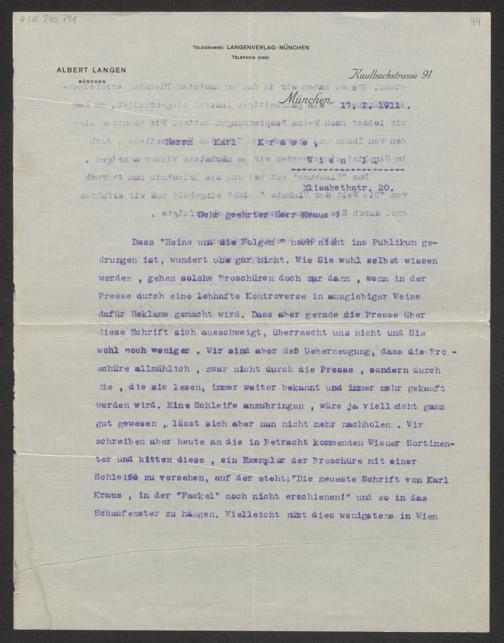 H.I.N. 240.791
44
TELEGRAMME: LANGENVERLAG-MÜNCHEN
TELEPHON
ALBERT LANGEN
MÜNCHEN
Kaulbachstrasse 91
München, 17. 1911.
Herrn Karl Kraus,
Wien I.
Elisabethstr. 20.
Sehr geehrter Herr Kraus !
Dass "Heine und die Folgen " noch nicht ins Publikum ge-
drungen ist, wundert uns gar nicht. Wie Sie wohl selbst wissen
werden , gehen solche Broschüren doch nur dann , wenn in der
Presse durch eine lebhafte Kontroverse in ausgiebiger Weise
dafür Reklame gemacht wird. Dass aber gerade die Presse über
diese Schrift sich ausschweigt, überrascht uns nicht und Sie
wohl noch weniger . Wir sind aber deß Ueberzeugung, dass die Bro -
schüre allmählich , zwar nicht durch die Presse , sondern durch
die , die sie lesen, immer weiter bekannt und immer mehr gekauft
werden wird. Eine Schleife anzubringen , wäre ja vielleicht ganz
gut gewesen , lässt sich aber nun nicht mehr nachholen . Wir
schreiben aber heute an die in Betracht kommenden Wiener Sortimen-
ter und bitten diese , ein Exemplar der Broschüre mit einer
Schleife zu versehen, auf der steht:"Die neueste Schrift von Karl
Kraus , in der "Fackel" noch nicht erschienen!" und so in das
Schaufenster zu hängen. Vielleicht nützt dies wenigstens in Wien